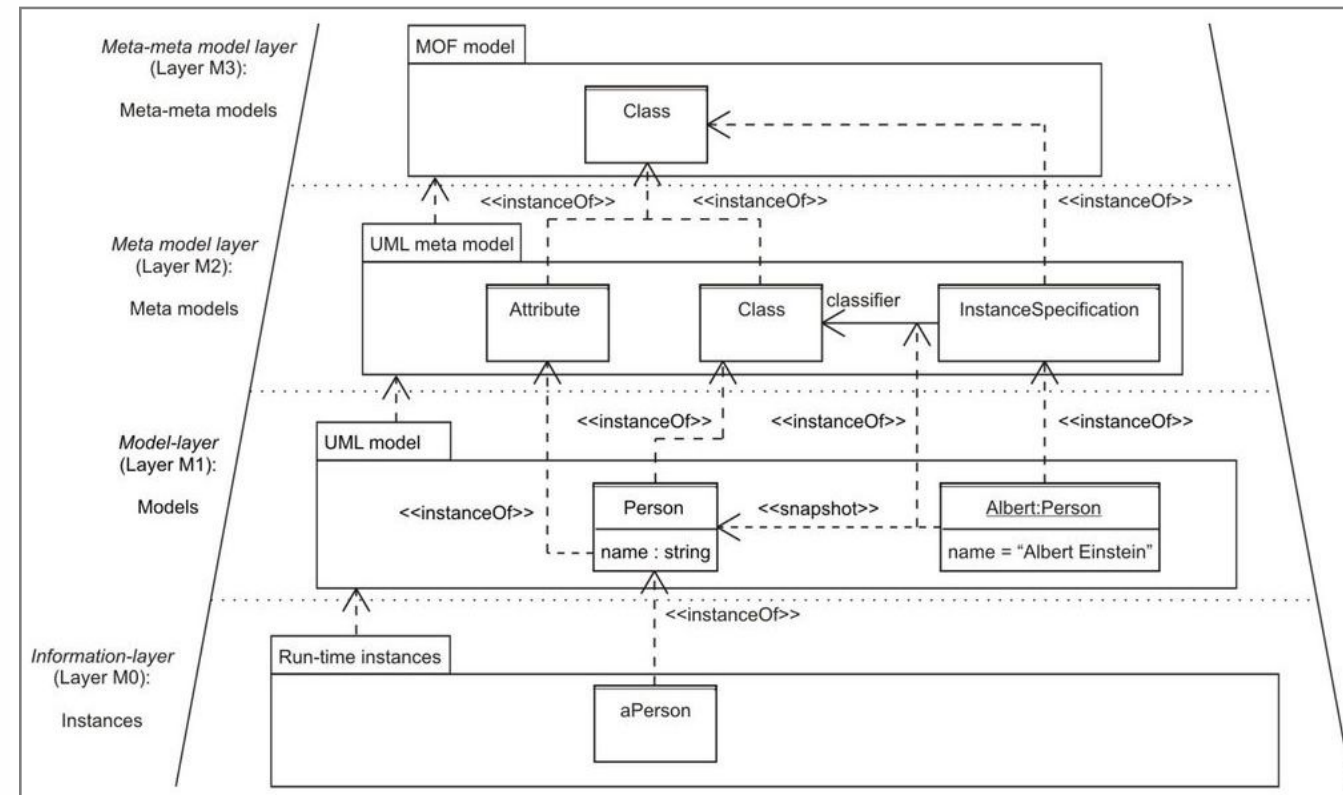 Meta-meta model layer
(Layer M3):
Meta-meta models
MOF model
Class
<<instanceOf>>
<<instanceOf>>
<<instanceOf>>
Meta model layer
(Layer M2):
Meta models
UML meta model
Attribute
Class
classifier
InstanceSpecification
<<instanceOf>>
<<instanceOf>>
<<instanceOf>>
Model-layer
(Layer M1):
Models
UML model
<<instanceOf>>
Person
name : string
<<snapshot>>
Albert:Person
name = “Albert Einstein”
<<instanceOf>>
Information-layer
(Layer M0):
Instances
Run-time instances
aPerson